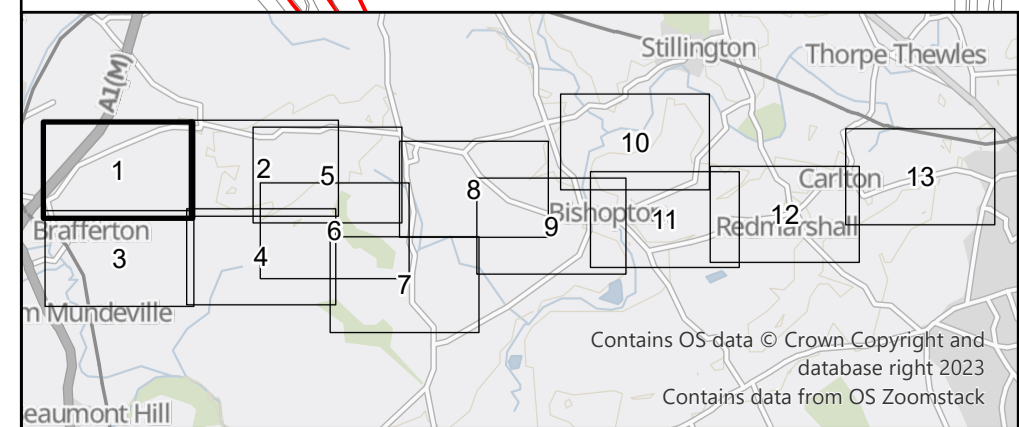 Stillington
Thorpe Thewles
A1(M)
10
1
2
5
8
Carlton
13
Brafferton
3
4
6
7
9
Bishopton
11
12
Redmarshall
m Mundeville
Contains OS data © Crown Copyright and
database right 2023
Contains data from OS Zoomstack
eaumont Hill